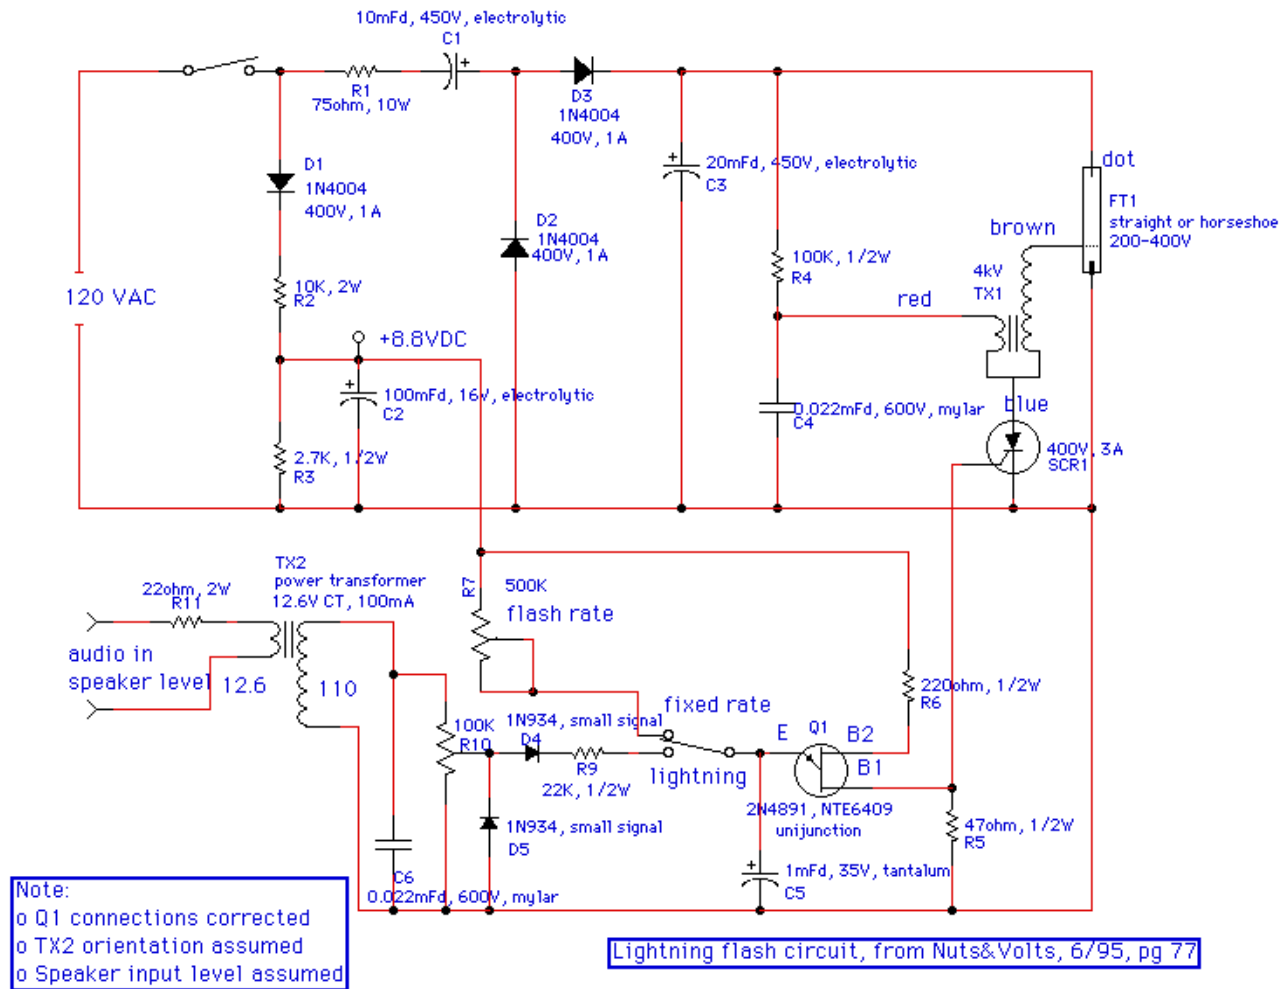 10mFd, 450V, electrolytic
C1
R1
75ohm, 10W
D3
1N4004
400V, 1A
D1
1N4004
400V, 1A
20mFd, 450V, electrolytic
C3
dot
FT1
straight or horseshoe
200-400V
D2
1N4004
400V, 1A
brown
100K, 1/2W
R4
4kV
TX1
10K, 2W
R2
120 VAC
red
+8.8VDC
100mFd, 16V, electrolytic
C2
0.022mFd, 600V, mylar
C4
blue
400V, 3A
SCR1
2.7K, 1/2W
R3
TX2
power transformer
12.6V CT, 100mA
22ohm, 2W
R11
R7
500K
flash rate
audio in
speaker level
12.6
110
220ohm, 1/2W
R6
fixed rate
100K
R10
1N934, small signal
D4
E
Q1
B2
B1
R9
22K, 1/2W
lightning
2N4891, NTE6409
unijunction
1N934, small signal
D5
47ohm, 1/2W
R5
C6
0.022mFd, 600V, mylar
1mFd, 35V, tantalum
C5
Note:
o Q1 connections corrected
o TX2 orientation assumed
o Speaker input level assumed
Lightning flash circuit, from Nuts&Volts, 6/95, pg 77
+
+
+
+